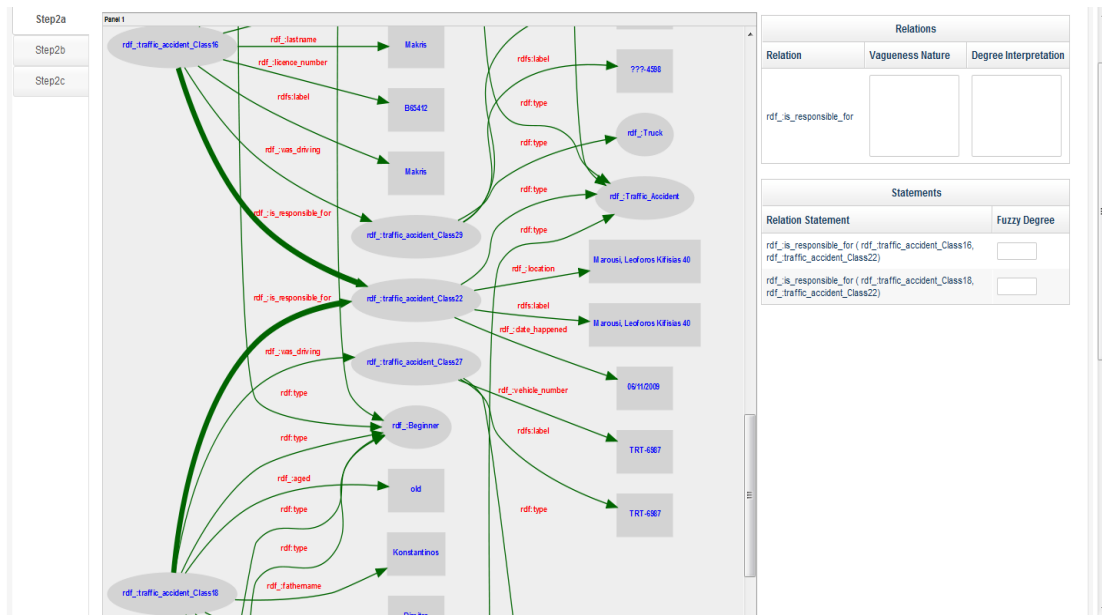 Step2a
Step2b
Step2c
Panel 1
rdf_:traffic_accident_Class16
rdf_:lastname
Makris
rdf_:licence_number
B65412
rdfs:label
Makris
rdf_:was_driving
rdf_:is_responsible_for
rdf_:traffic_accident_Class29
rdfs:label
???-4598
rdf:type
rdf_:Truck
rdf:type
rdf:type
rdf_:Traffic_Accident
rdf:type
rdf_:location
Marousi, Leoforos Kifisias 40
rdf_:traffic_accident_Class22
rdf_:is_responsible_for
rdfs:label
Marousi, Leoforos Kifisias 40
rdf_:date_happened
rdf_:was_driving
rdf_:traffic_accident_Class27
06/11/2009
rdf:type
rdf_:vehicle_number
rdf_:Beginner
rdfs:label
rdf:type
TRT-6987
rdf_:aged
old
rdf:type
rdf:type
TRT-6987
rdf:type
Konstantinos
rdf_:fathername
rdf_:traffic_accident_Class18
Relations
Relation
Vagueness Nature
Degree Interpretation
rdf_:is_responsible_for
Statements
Relation Statement
Fuzzy Degree
rdf_:is_responsible_for ( rdf_:traffic_accident_Class16,
rdf_:traffic_accident_Class22)
rdf_:is_responsible_for ( rdf_:traffic_accident_Class18,
rdf_:traffic_accident_Class22)